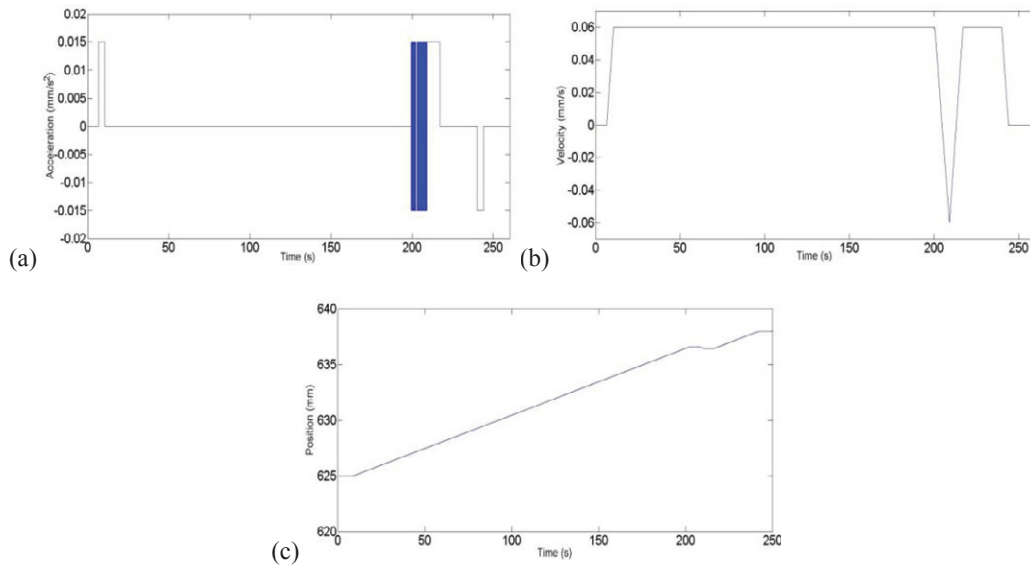 0.02
0.015
0.01
0.005
0
-0.005
-0.01
-0.015
-0.02
Acceleration (mm/s²)
0 50 100 150 200 250
Time (s)
(a)
0.06
0.04
0.02
0
-0.02
-0.04
-0.06
Velocity (mm/s)
0 50 100 150 200 250
Time (s)
(b)
640
635
630
625
620
Position (mm)
0 50 100 150 200 250
Time (s)
(c)